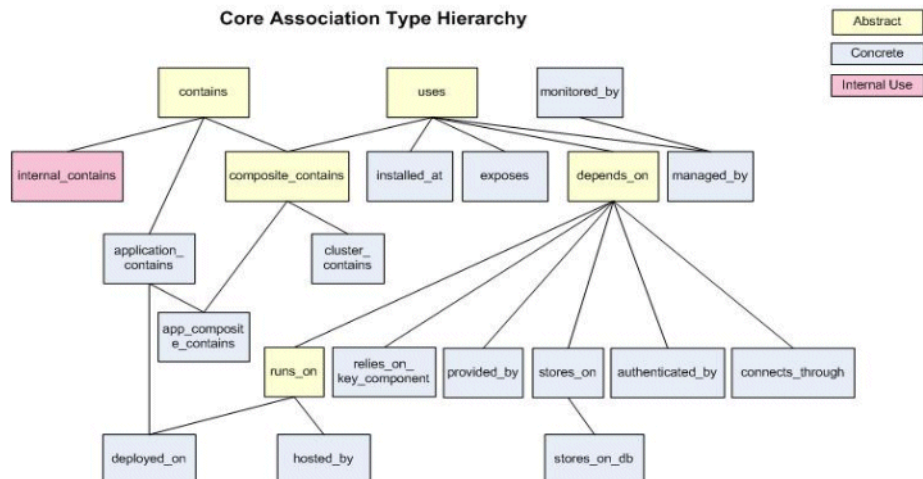 Core Association Type Hierarchy
Abstract
Concrete
Internal Use
contains
uses
monitored_by
internal_contains
composite_contains
installed_at
exposes
depends_on
managed_by
application_
contains
cluster_
contains
app_composit
e_contains
runs_on
relies_on_
key_component
provided_by
stores_on
authenticated_by
connects_through
deployed_on
hosted_by
stores_on_db